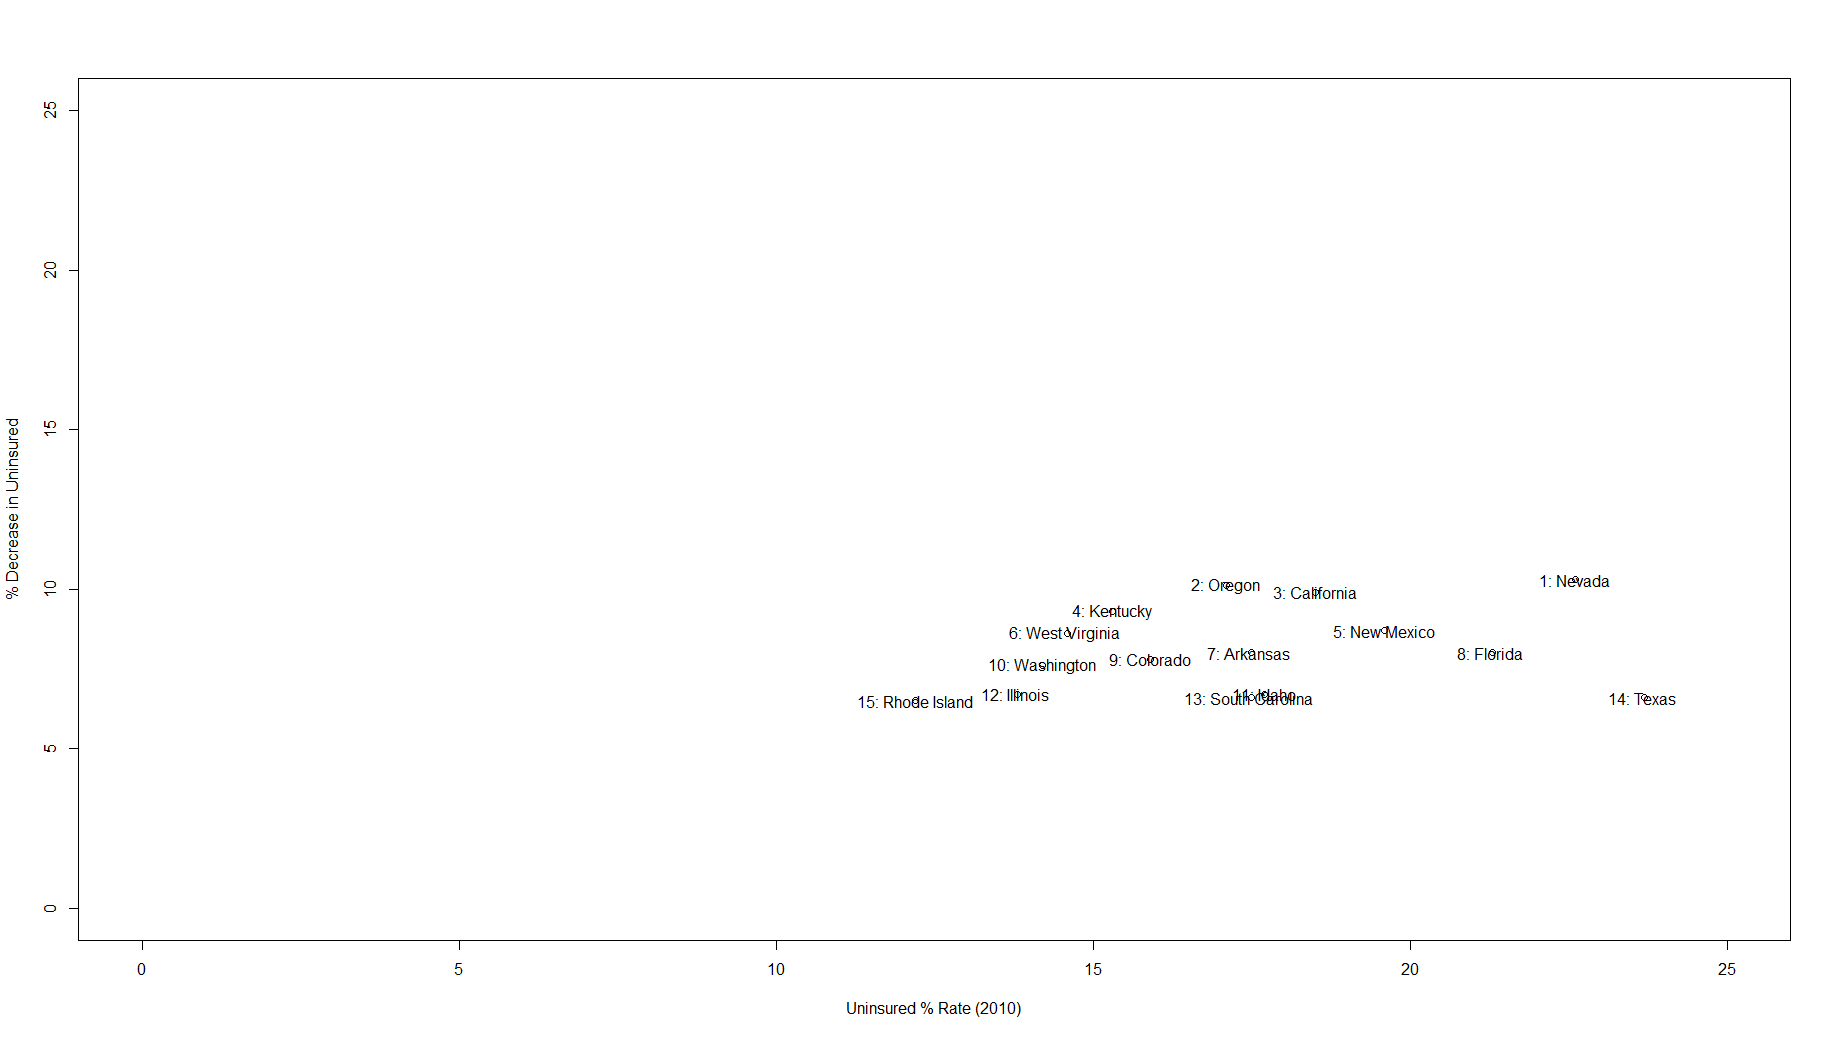 25
20
15
10
5
0
% Decrease in Uninsured
1: Nevada
2: Oregon
3: California
4: Kentucky
6: West Virginia
5: New Mexico
7: Arkansas
8: Florida
9: Colorado
10: Washington
11: Idaho
12: Illinois
13: South Carolina
14: Texas
15: Rhode Island
0 5 10 15 20 25
Uninsured % Rate (2010)